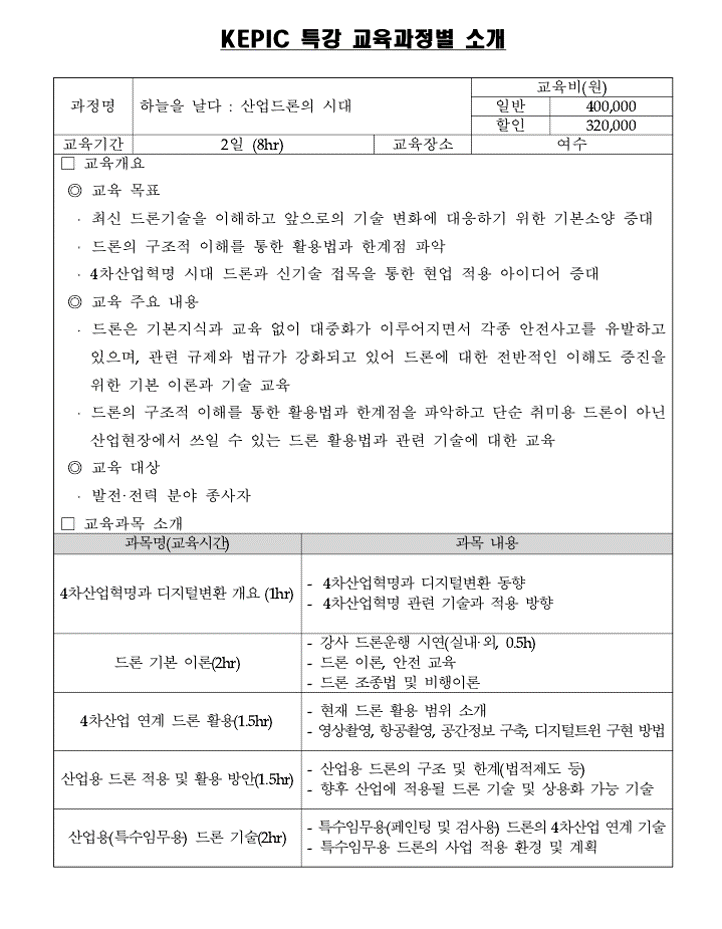 KEPIC 특강 교육과정별 소개
과정명 하늘을 날다 : 산업드론의 시대 교육비(원)
일반 400,000
할인 320,000
교육기간 2일 (8hr) 교육장소 여수
□ 교육개요
◎ 교육 목표
· 최신 드론기술을 이해하고 앞으로의 기술 변화에 대응하기 위한 기본소양 증대
· 드론의 구조적 이해를 통한 활용법과 한계점 파악
· 4차산업혁명 시대 드론과 신기술 접목을 통한 현업 적용 아이디어 증대
◎ 교육 주요 내용
· 드론은 기본지식과 교육 없이 대중화가 이루어지면서 각종 안전사고를 유발하고
있으며, 관련 규제와 법규가 강화되고 있어 드론에 대한 전반적인 이해도 증진을
위한 기본 이론과 기술 교육
· 드론의 구조적 이해를 통한 활용법과 한계점을 파악하고 단순 취미용 드론이 아닌
산업현장에서 쓰일 수 있는 드론 활용법과 관련 기술에 대한 교육
◎ 교육 대상
· 발전·전력 분야 종사자
□ 교육과목 소개
과목명(교육시간) 과목 내용
4차산업혁명과 디지털변환 개요 (1hr)
- 4차산업혁명과 디지털변환 동향
- 4차산업혁명 관련 기술과 적용 방향
드론 기본 이론(2hr)
- 강사 드론운행 시연(실내·외, 0.5h)
- 드론 이론, 안전 교육
- 드론 조종법 및 비행이론
4차산업 연계 드론 활용(1.5hr)
- 현재 드론 활용 범위 소개
- 영상촬영, 항공촬영, 공간정보 구축, 디지털트윈 구현 방법
산업용 드론 적용 및 활용 방안(1.5hr)
- 산업용 드론의 구조 및 한계(법적제도 등)
- 향후 산업에 적용될 드론 기술 및 상용화 가능 기술
산업용(특수임무용) 드론 기술(2hr)
- 특수임무용(페인팅 및 검사용) 드론의 4차산업 연계 기술
- 특수임무용 드론의 사업 적용 환경 및 계획